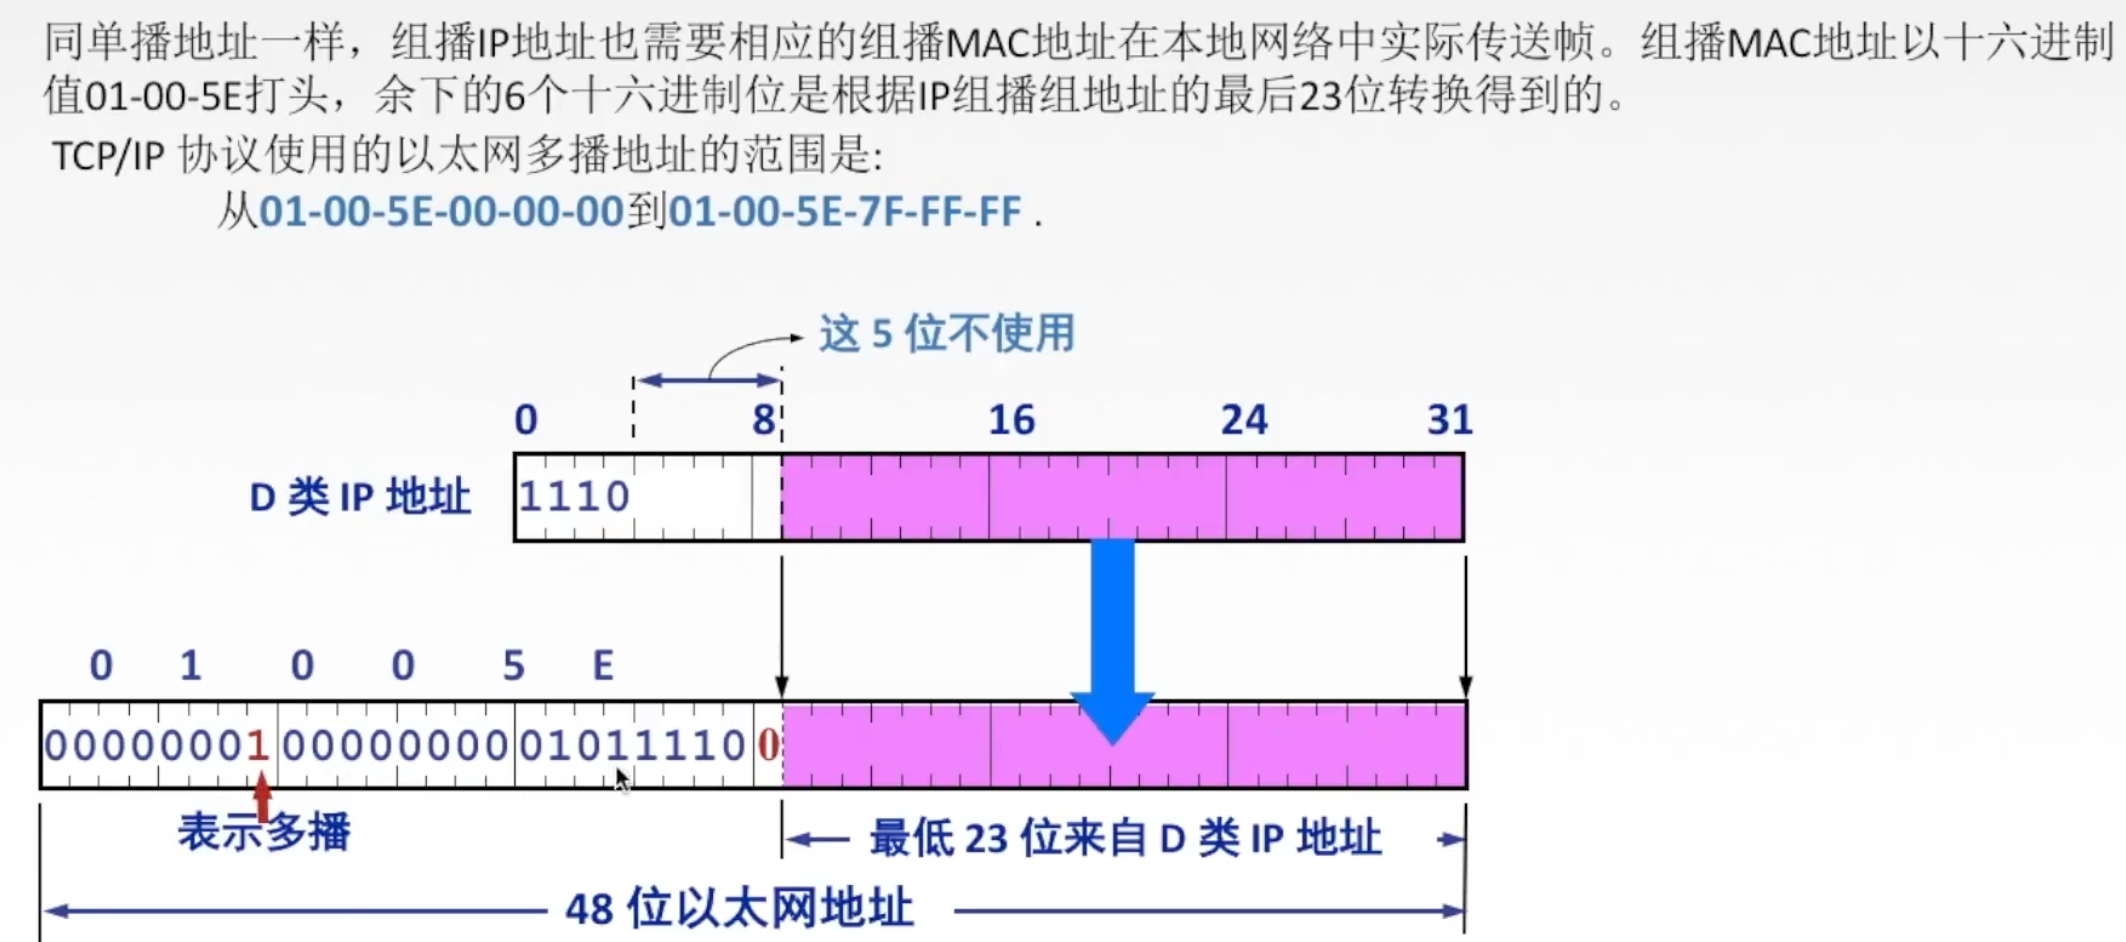 同单播地址一样，组播IP地址也需要相应的组播MAC地址在本地网络中实际传送帧。组播MAC地址以十六进制
值01-00-5E打头，余下的6个十六进制位是根据IP组播组地址的最后23位转换得到的。
TCP/IP 协议使用的以太网多播地址的范围是:
从01-00-5E-00-00-00到01-00-5E-7F-FF-FF .
这 5 位不使用
0 8 16 24 31
D 类 IP 地址 1110
0 1 0 0 5 E
00000001 00000000 01011110 0
表示多播
最低 23 位来自 D 类 IP 地址
48 位以太网地址